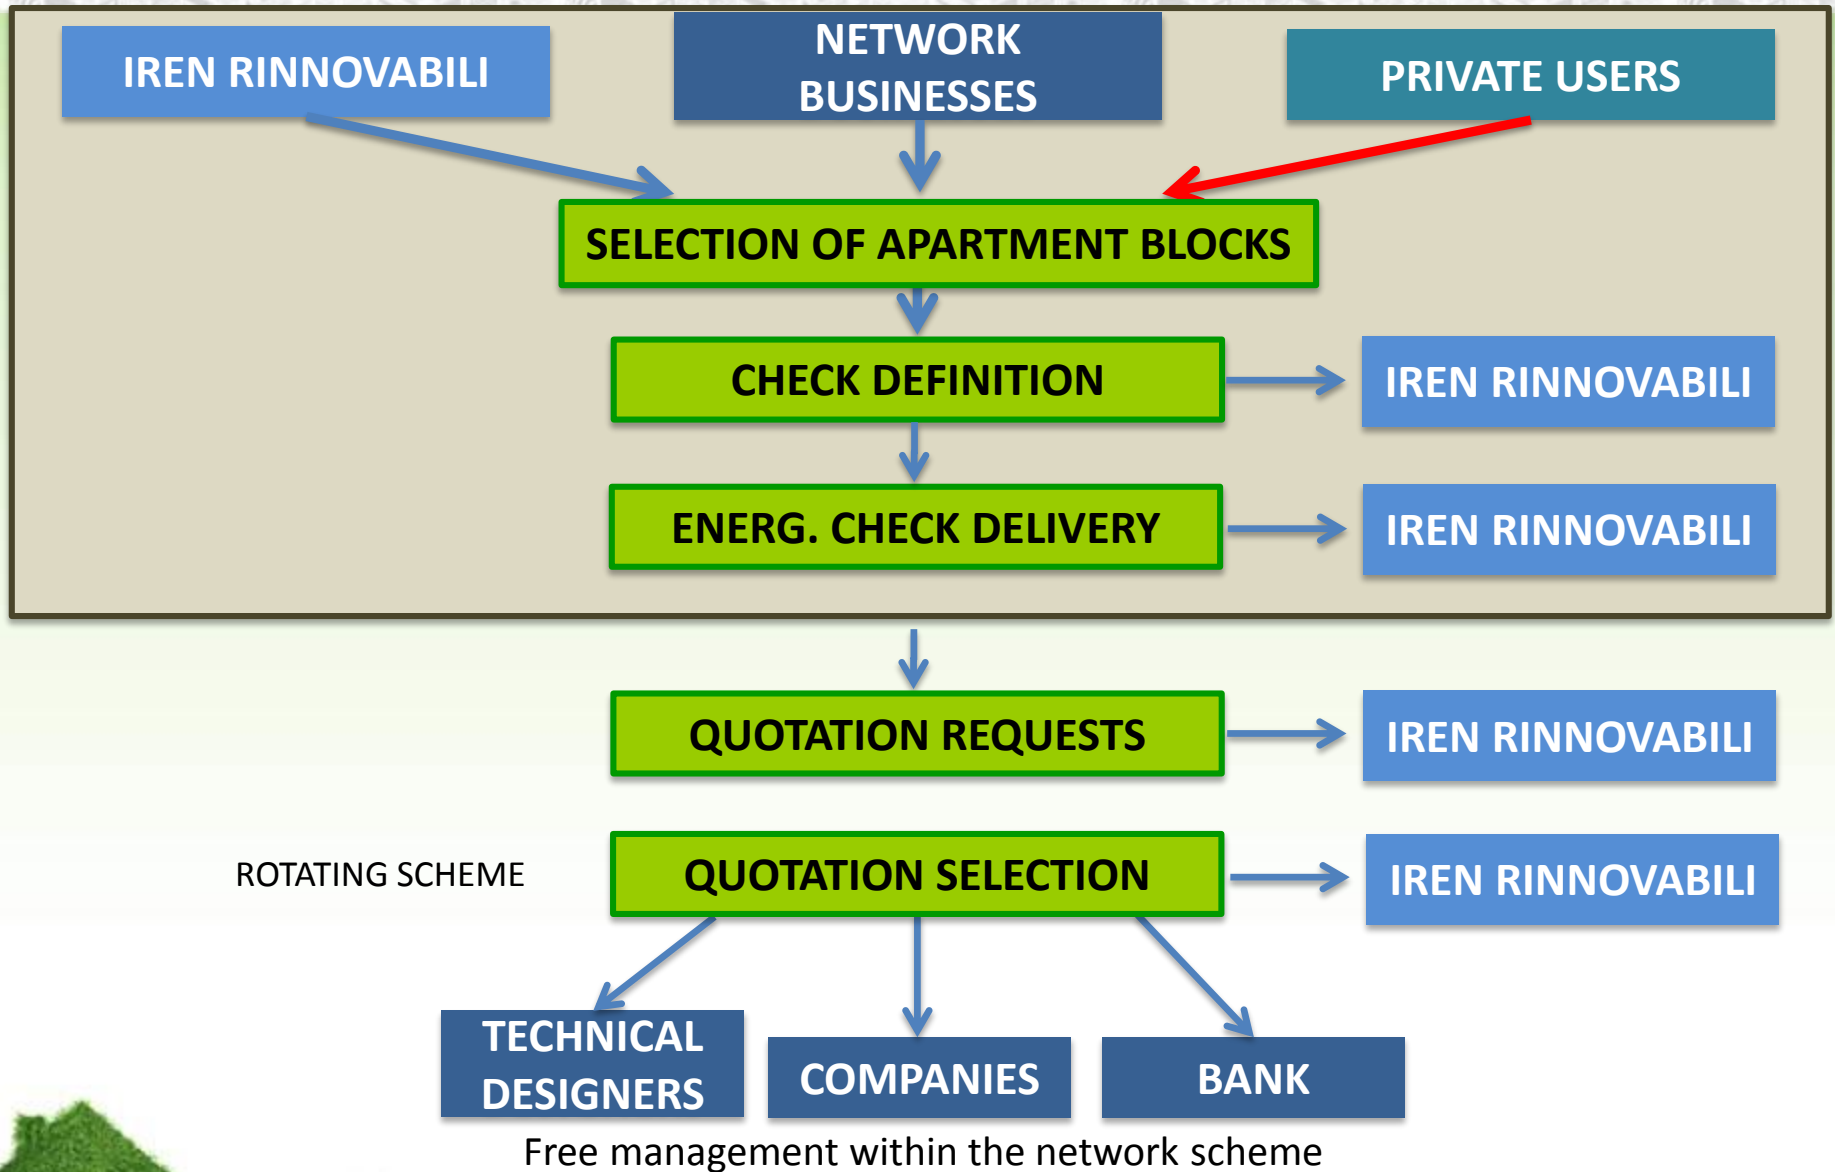 IREN RINNOVABILI
NETWORK
BUSINESSES
PRIVATE USERS
SELECTION OF APARTMENT BLOCKS
CHECK DEFINITION
IREN RINNOVABILI
ENERG. CHECK DELIVERY
IREN RINNOVABILI
QUOTATION REQUESTS
IREN RINNOVABILI
ROTATING SCHEME
QUOTATION SELECTION
IREN RINNOVABILI
TECHNICAL
DESIGNERS
COMPANIES
BANK
Free management within the network scheme